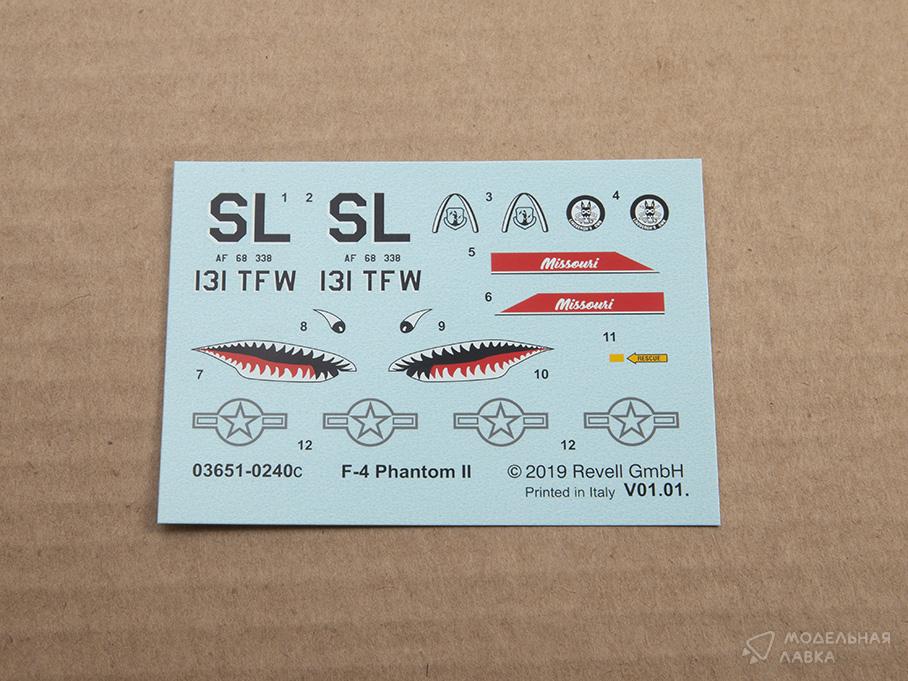 SL 1 2 SL 3 4
AF 68 338 AF 68 338
131 TFW 131 TFW
5 Missouri
6 Missouri
8 9
11 RESCUE
7 10
12 12
03651-0240c F-4 Phantom II © 2019 Revell GmbH
Printed in Italy V01.01.
МОДЕЛЬНАЯ
ЛАВКА